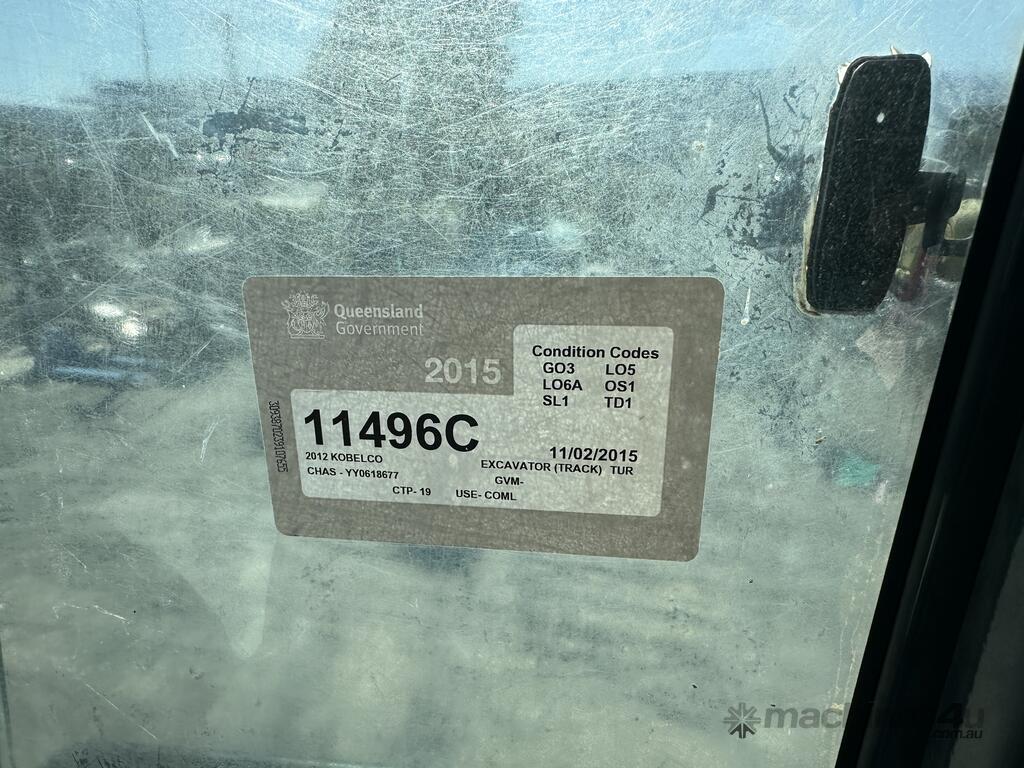 Queensland
Government
2015
Condition Codes
GO3 LO5
LO6A OS1
SL1 TD1
11496C
11/02/2015
2012 KOBELCO
EXCAVATOR (TRACK) TUR
CHAS - YY0618677
GVM-
CTP- 19 USE- COML